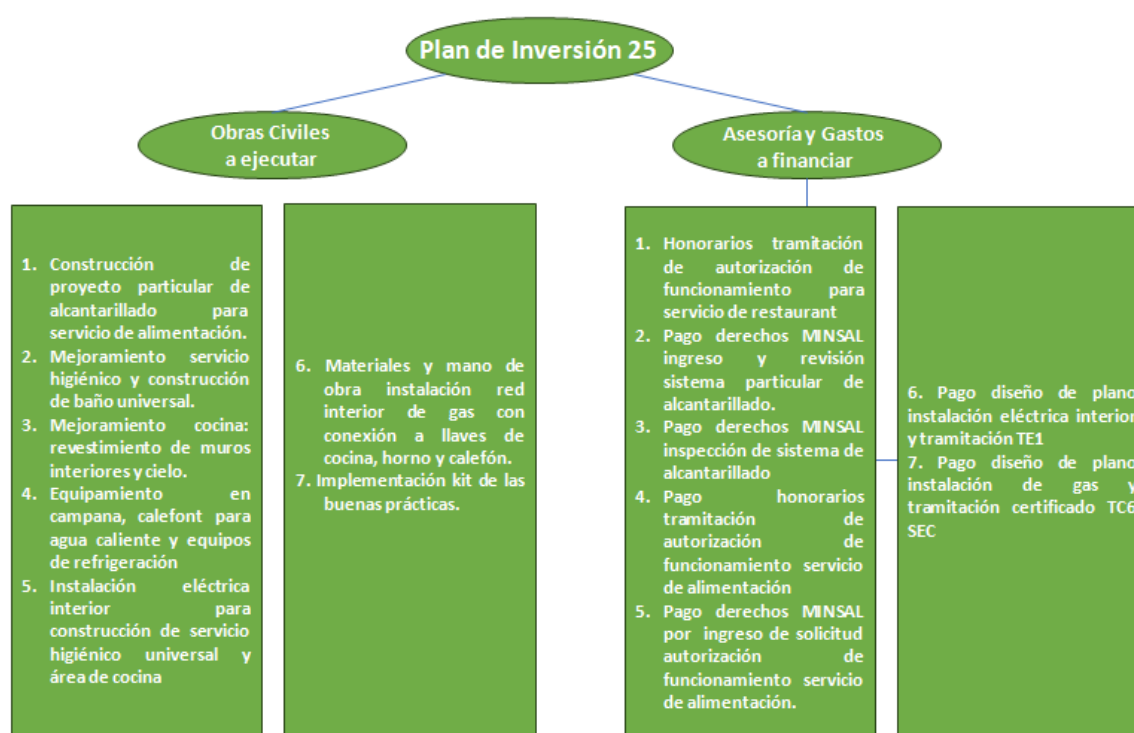 Plan de Inversión 25
Obras Civiles
a ejecutar
Asesoría y Gastos
a financiar
1. Construcción de
proyecto particular de
alcantarillado para
servicio de alimentación.
2. Mejoramiento servicio
higiénico y construcción
de baño universal.
3. Mejoramiento cocina:
revestimiento de muros
interiores y cielo.
4. Equipamiento en
campana, calefont para
agua caliente y equipos
de refrigeración
5. Instalación eléctrica
interior para
construcción de servicio
higiénico universal y
área de cocina
6. Materiales y mano de
obra instalación red
interior de gas con
conexión a llaves de
cocina, horno y calefón.
7. Implementación kit de las
buenas prácticas.
1. Honorarios tramitación
de autorización de
funcionamiento para
servicio de restaurant
2. Pago derechos MINSAL
ingreso y revisión
sistema particular de
alcantarillado.
3. Pago derechos MINSAL
inspección de sistema de
alcantarillado
4. Pago honorarios
tramitación de
autorización de
funcionamiento servicio
de alimentación
5. Pago derechos MINSAL
por ingreso de solicitud
autorización de
funcionamiento servicio
de alimentación.
6. Pago diseño de plano
instalación eléctrica interior
y tramitación TE1
7. Pago diseño de plano
instalación de gas y
tramitación certificado TC6
SEC